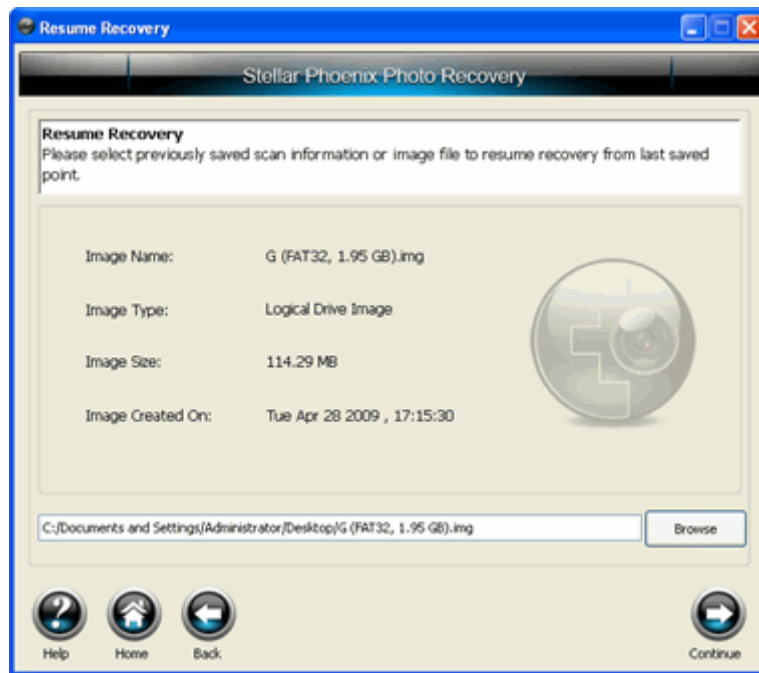 Resume Recovery
Stellar Phoenix Photo Recovery
Resume Recovery
Please select previously saved scan information or image file to resume recovery from last saved
point.
Image Name: G (FAT32, 1.95 GB).img
Image Type: Logical Drive Image
Image Size: 114.29 MB
Image Created On: Tue Apr 28 2009 , 17:15:30
C:/Documents and Settings/Administrator/Desktop/G (FAT32, 1.95 GB).img Browse
Help Home Back Continue